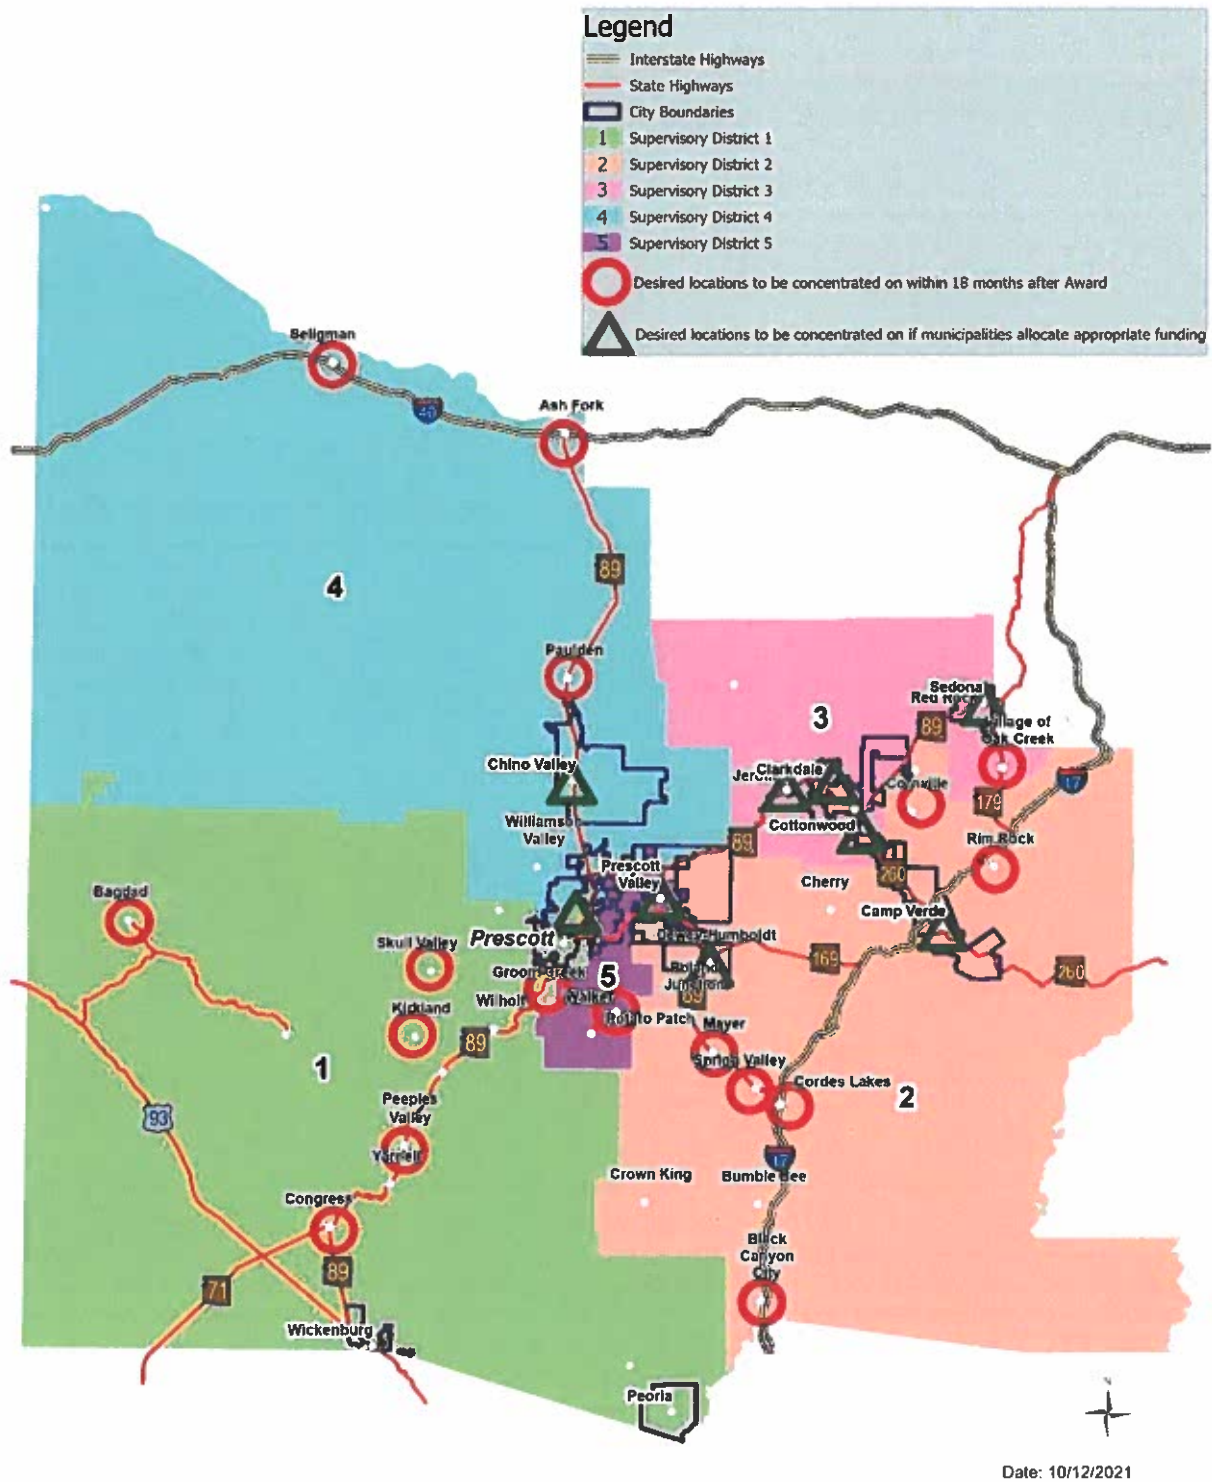 Legend
Interstate Highways
State Highways
City Boundaries
1 Supervisory District 1
2 Supervisory District 2
3 Supervisory District 3
4 Supervisory District 4
5 Supervisory District 5
Desired locations to be concentrated on within 18 months after Award
Desired locations to be concentrated on if municipalities allocate appropriate funding
Seligman
40
Ash Fork
89
4
Paulden
Sedona
Red Rock
3
89
Village of
Oak Creek
Chino Valley
Clarkdale
17
179
Cottonwood
Williamson
Valley
89
Rim Rock
Prescott
Valley
260
Cherry
Bagdad
Camp Verde
Prescott
Skull Valley
Dewey-Humboldt
169
260
Groom Creek
5
Walker
Kirkland
Potato Patch
Mayer
89
Spring Valley
1
Cordes Lakes
2
Peeples
Valley
93
Yarnell
17
Crown King
Bumble Bee
Congress
Black
Canyon
City
89
71
Wickenburg
Peoria
N
Date: 10/12/2021